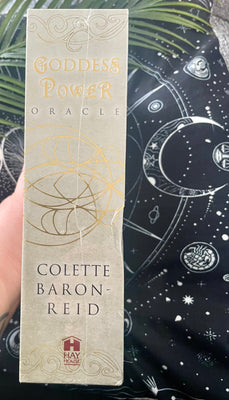 GODDESS
POWER
ORACLE
COLETTE
BARON-
REID
HAY
HOUSE